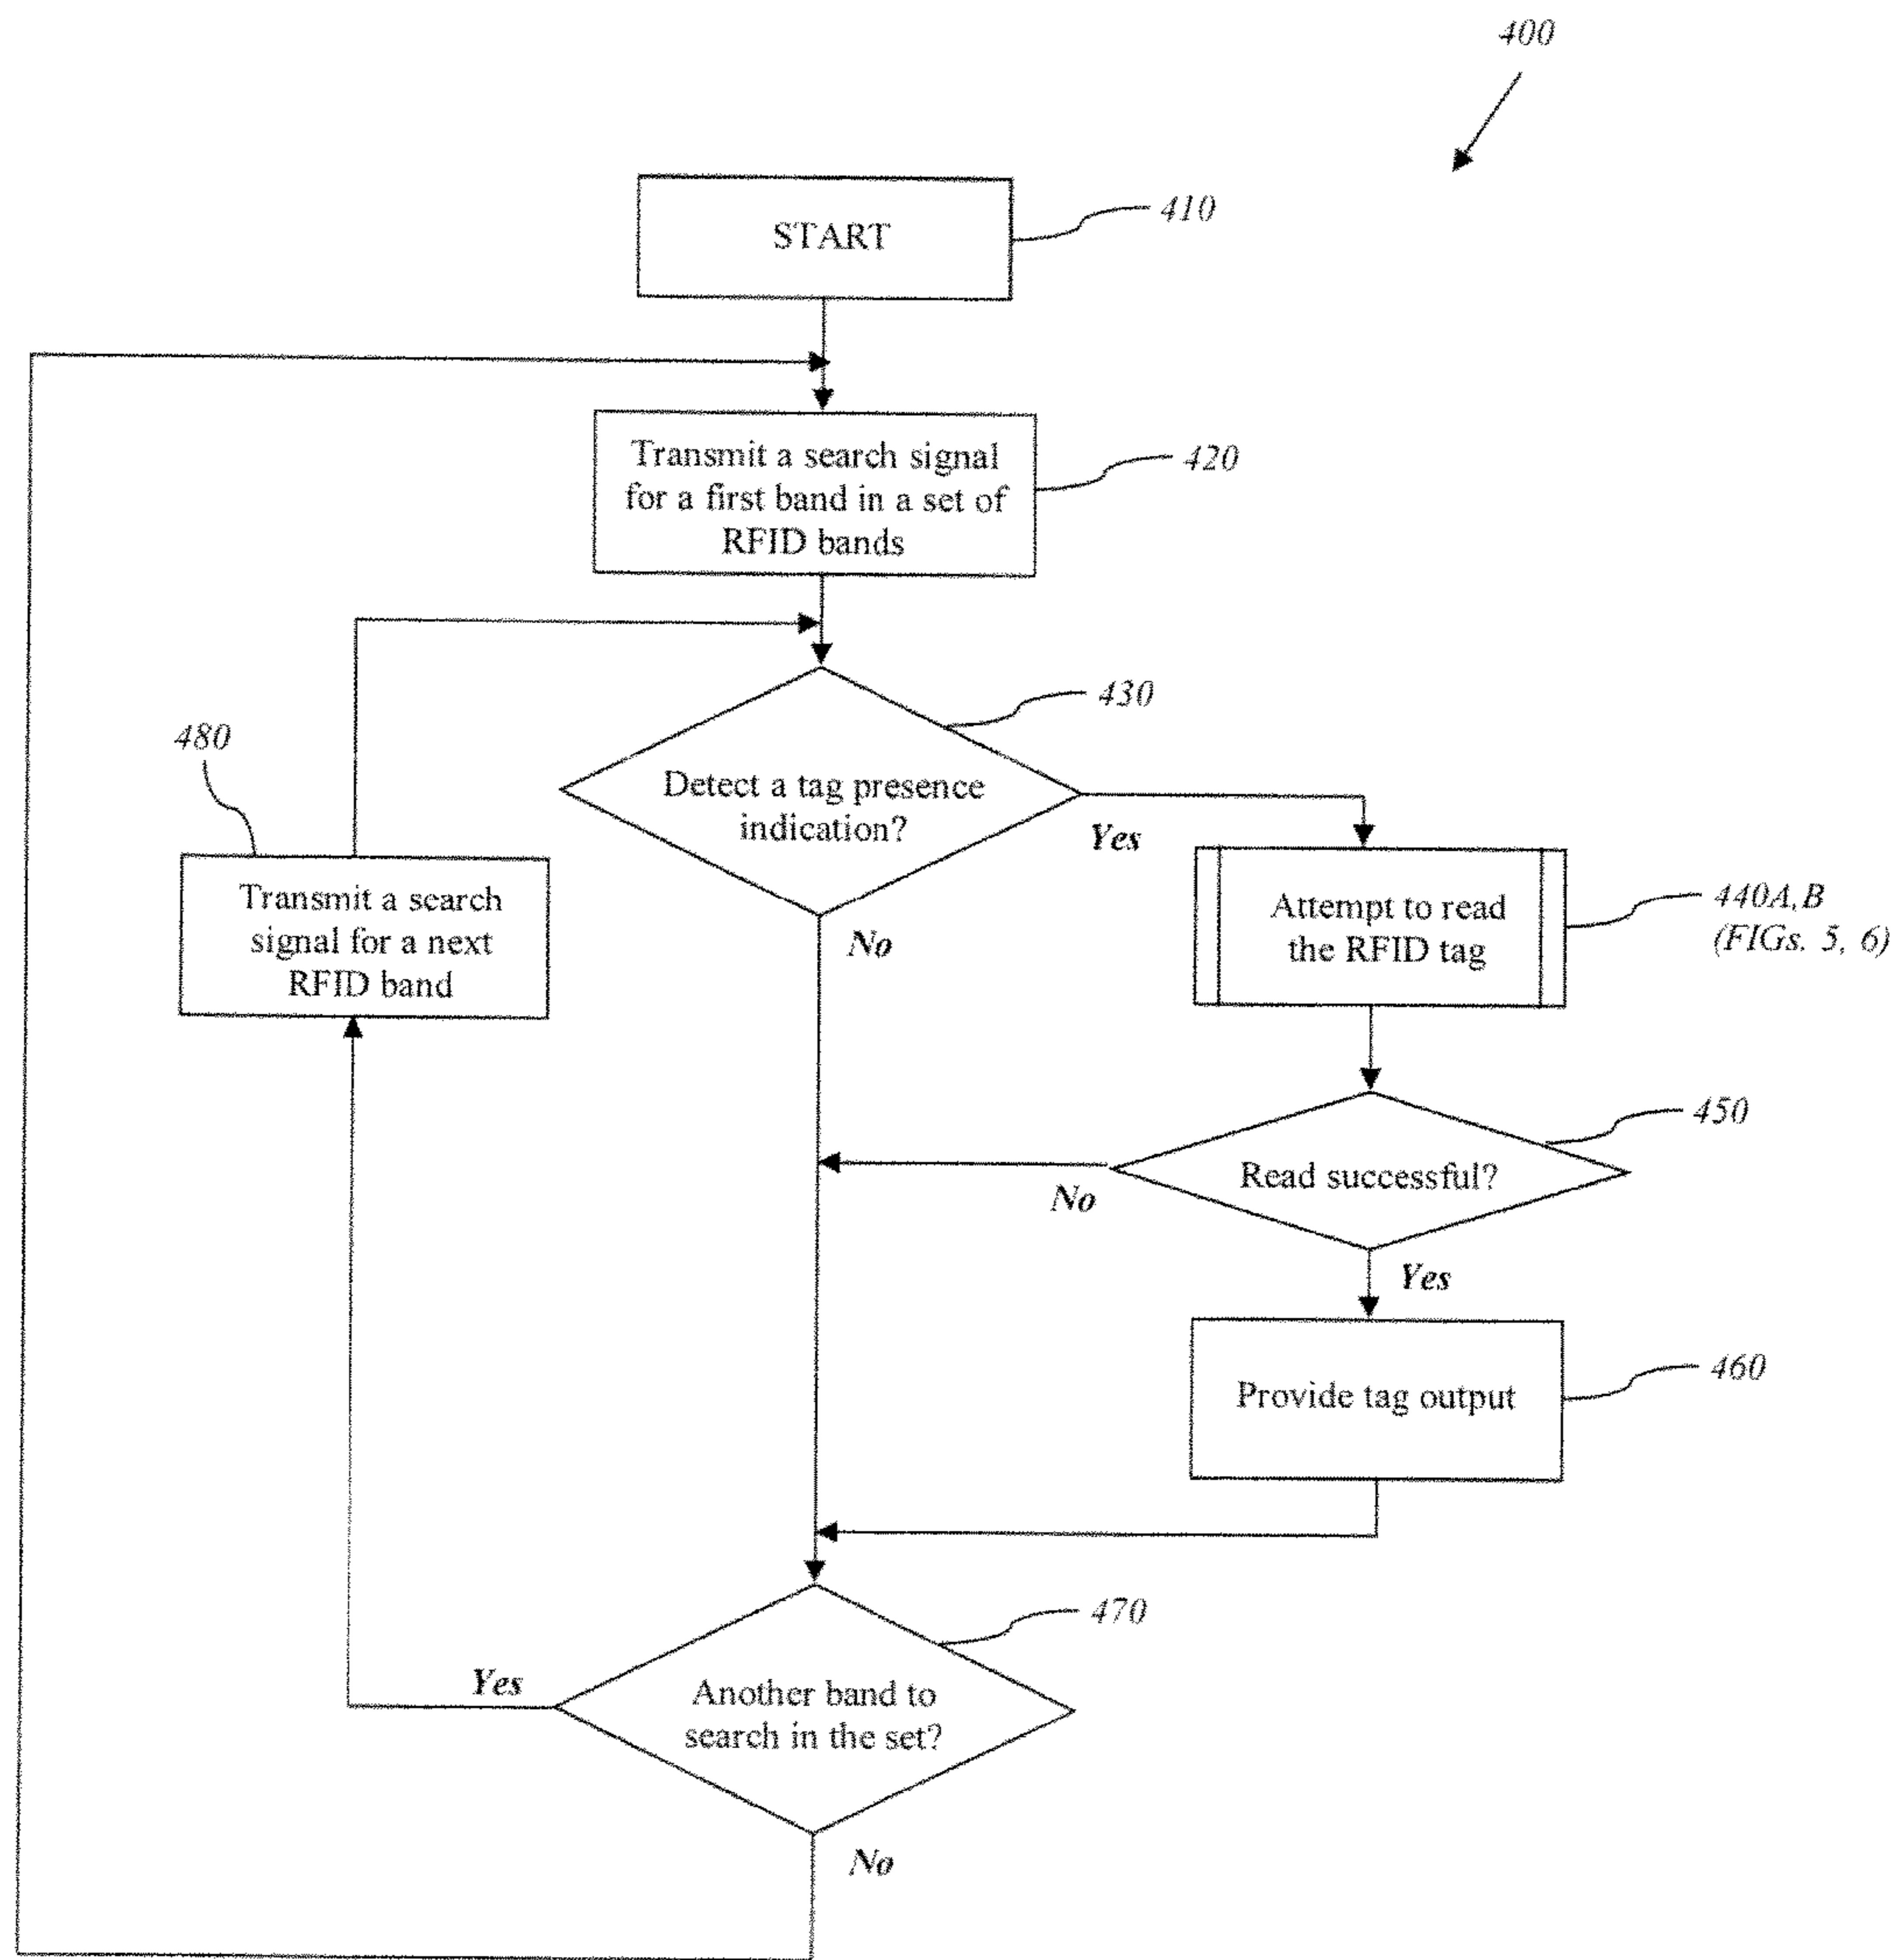 400
START
410
Transmit a search signal
for a first band in a set of
RFID bands
420
430
Detect a tag presence
indication?
Yes
No
480
Transmit a search
signal for a next
RFID band
Attempt to read
the RFID tag
440A,B
(FIGs. 5, 6)
450
Read successful?
No
Yes
Provide tag output
460
470
Another band to
search in the set?
Yes
No